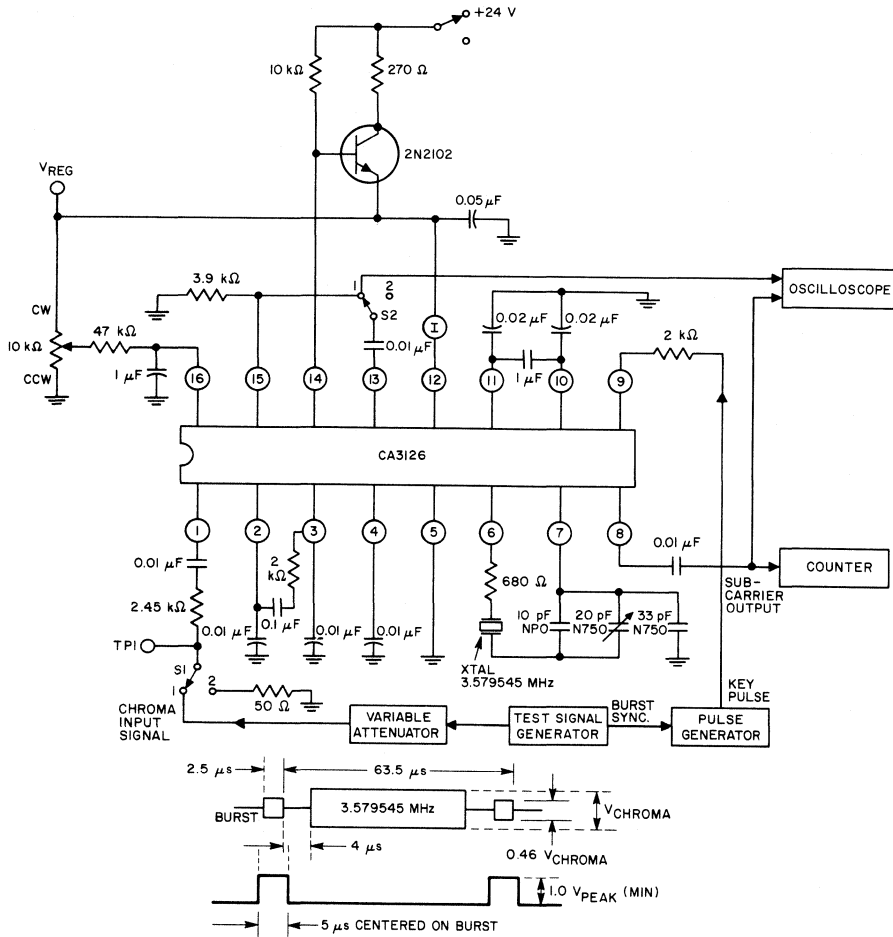 +24 V
10 kΩ
270 Ω
2N2102
VREG
0.05 µF
3.9 kΩ
1
2
S2
OSCILLOSCOPE
CW
47 kΩ
10 kΩ
CCW
1 µF
0.01 µF
I
0.02 µF
0.02 µF
1 µF
2 kΩ
16
15
14
13
12
11
10
9
CA3126
1
2
3
4
5
6
7
8
0.01 µF
2.45 kΩ
2 kΩ
0.1 µF
0.01 µF
0.01 µF
0.01 µF
680 Ω
XTAL
3.579545 MHz
10 pF
NPO
20 pF
N750
33 pF
N750
0.01 µF
SUB-
CARRIER
OUTPUT
COUNTER
TP1
S1
1
2
50 Ω
CHROMA
INPUT
SIGNAL
VARIABLE
ATTENUATOR
TEST SIGNAL
GENERATOR
BURST
SYNC.
KEY
PULSE
PULSE
GENERATOR
2.5 µs
63.5 µs
BURST
3.579545 MHz
VCHROMA
4 µs
0.46 VCHROMA
1.0 VPEAK (MIN)
5 µs CENTERED ON BURST